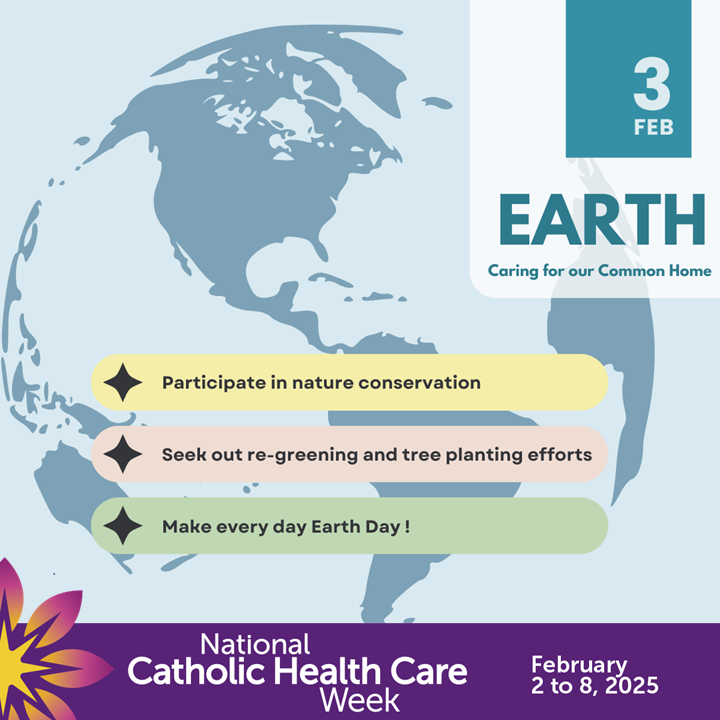 3
FEB
EARTH
Caring for our Common Home
Participate in nature conservation
Seek out re-greening and tree planting efforts
Make every day Earth Day !
National
Catholic Health Care
Week
February
2 to 8, 2025